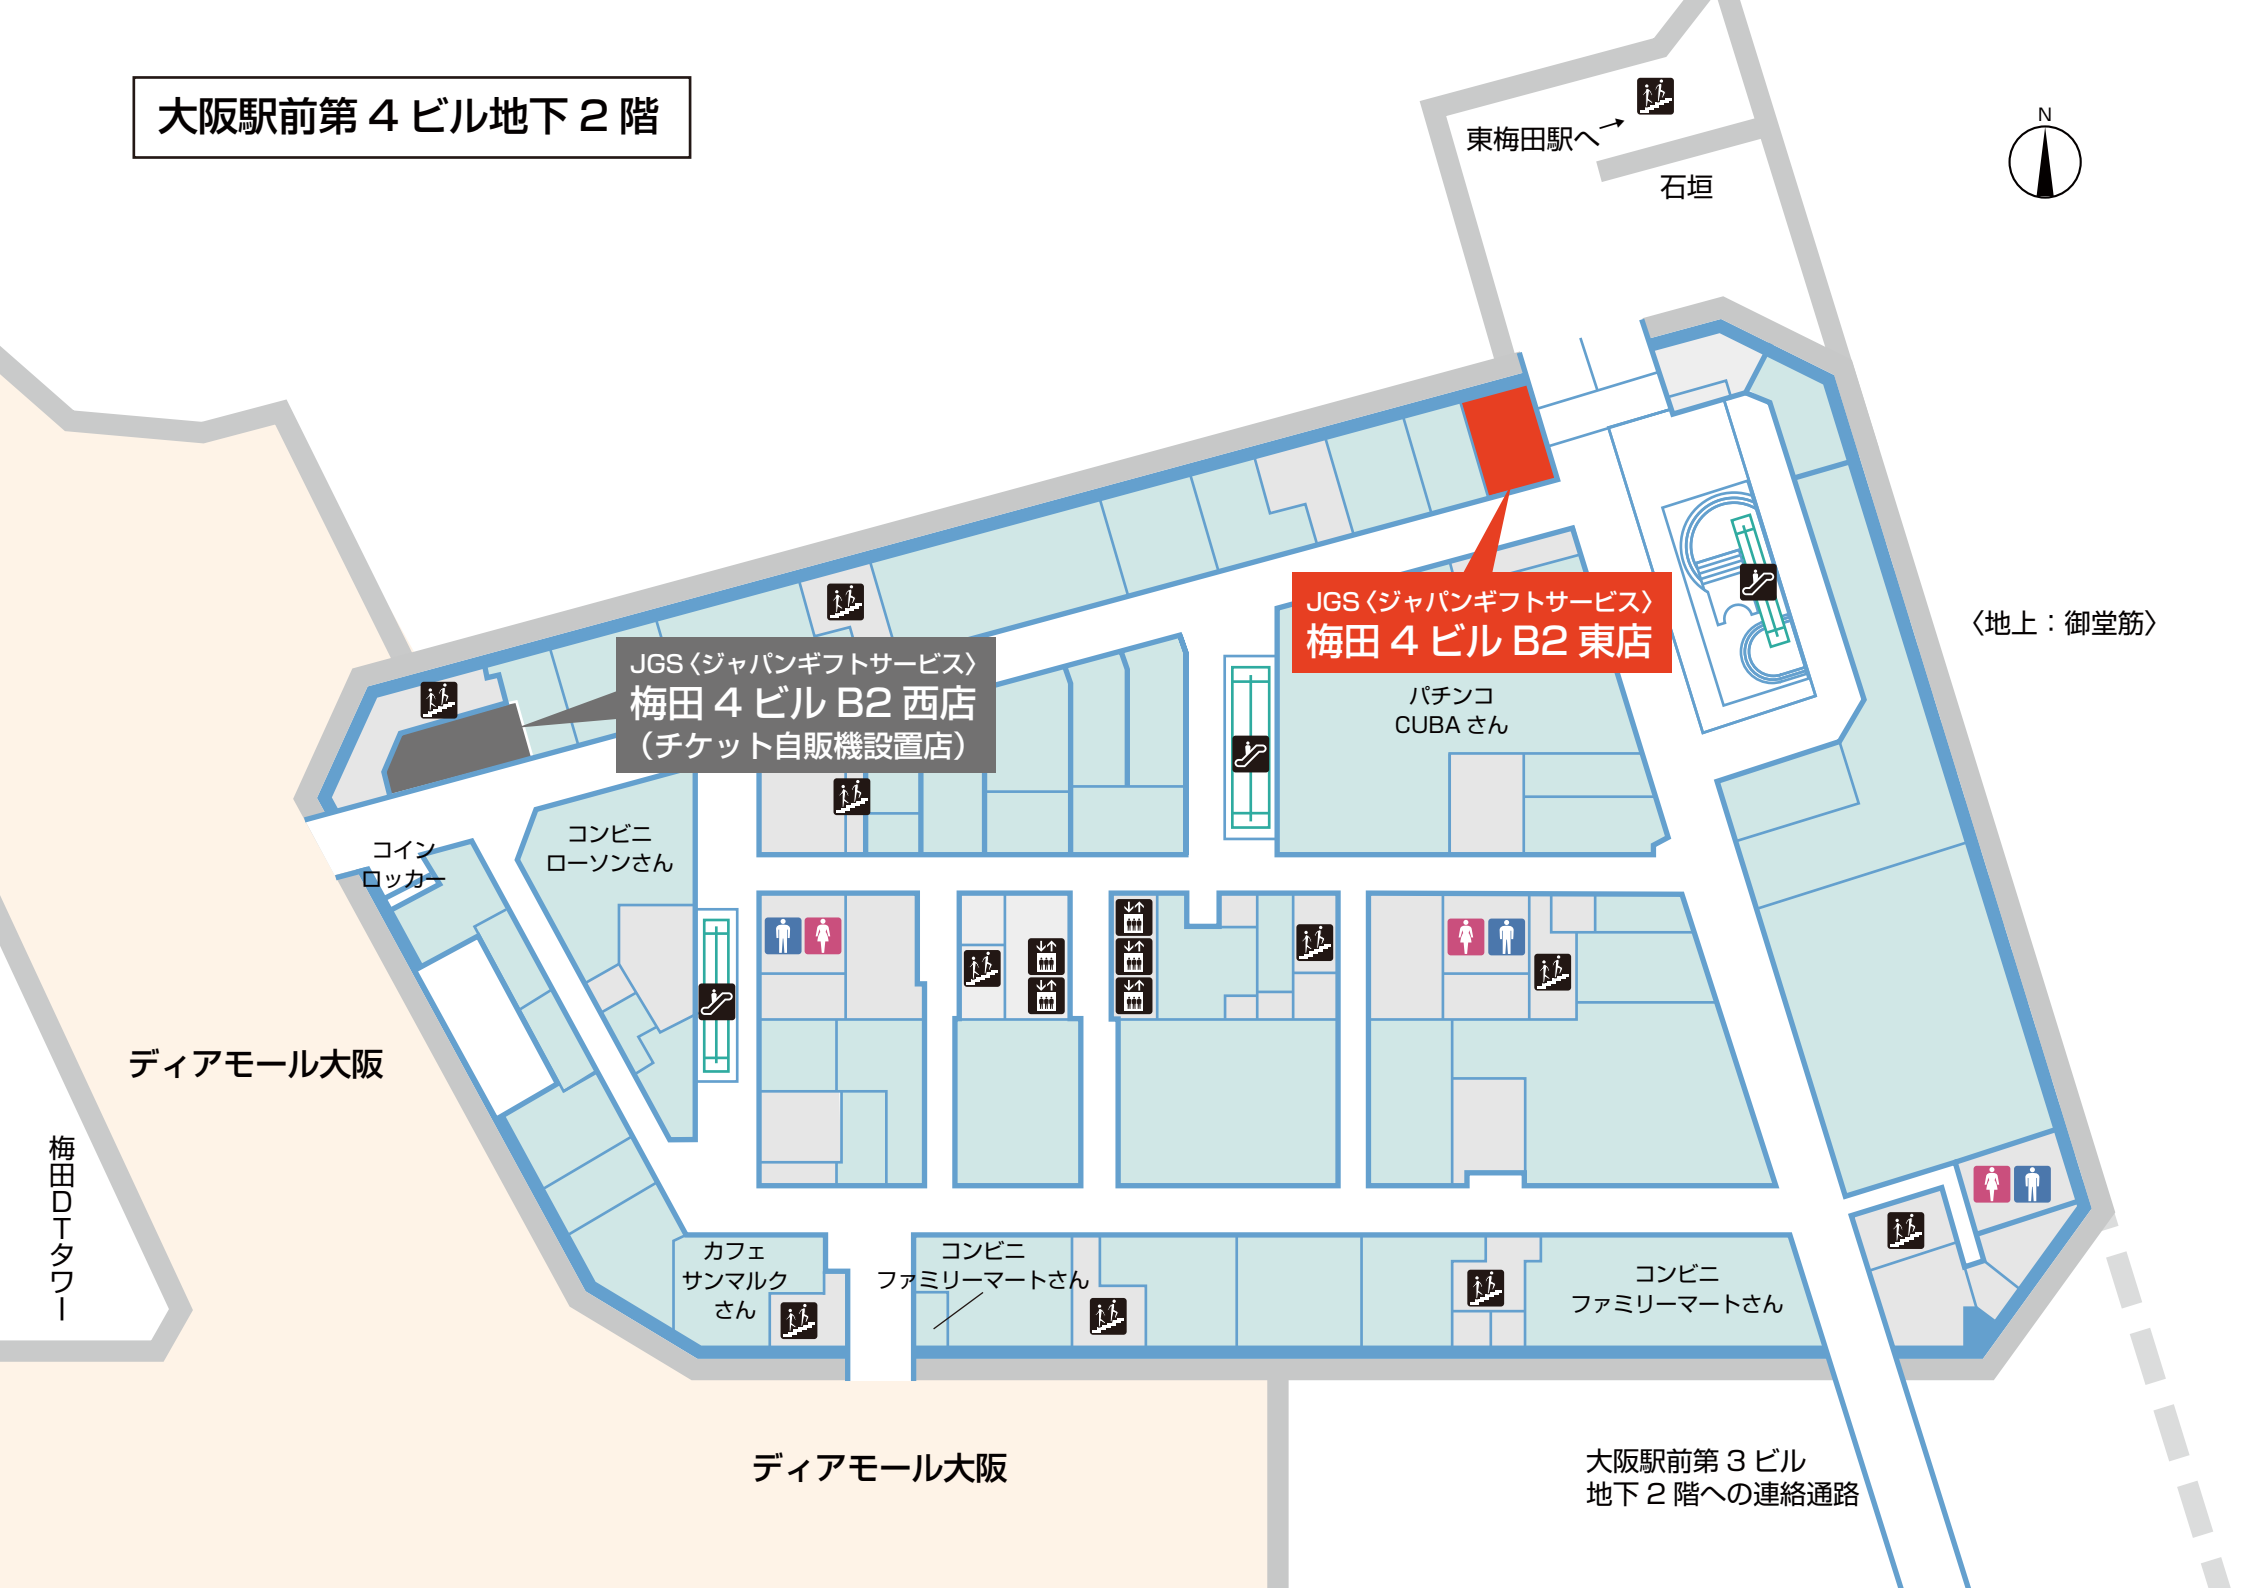 大阪駅前第4ビル地下2階
N
東梅田駅へ
石垣
〈地上：御堂筋〉
JGS〈ジャパンギフトサービス〉
梅田4ビルB2東店
JGS〈ジャパンギフトサービス〉
梅田4ビルB2西店
（チケット自販機設置店）
パチンコ
CUBAさん
コンビニ
ローソンさん
コイン
ロッカー
ディアモール大阪
梅田DTタワー
カフェ
サンマルク
さん
コンビニ
ファミリーマートさん
コンビニ
ファミリーマートさん
ディアモール大阪
大阪駅前第3ビル
地下2階への連絡通路